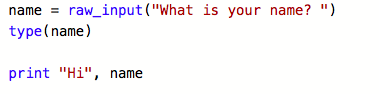 name = raw_input("What is your name? ")
type(name)
print "Hi", name